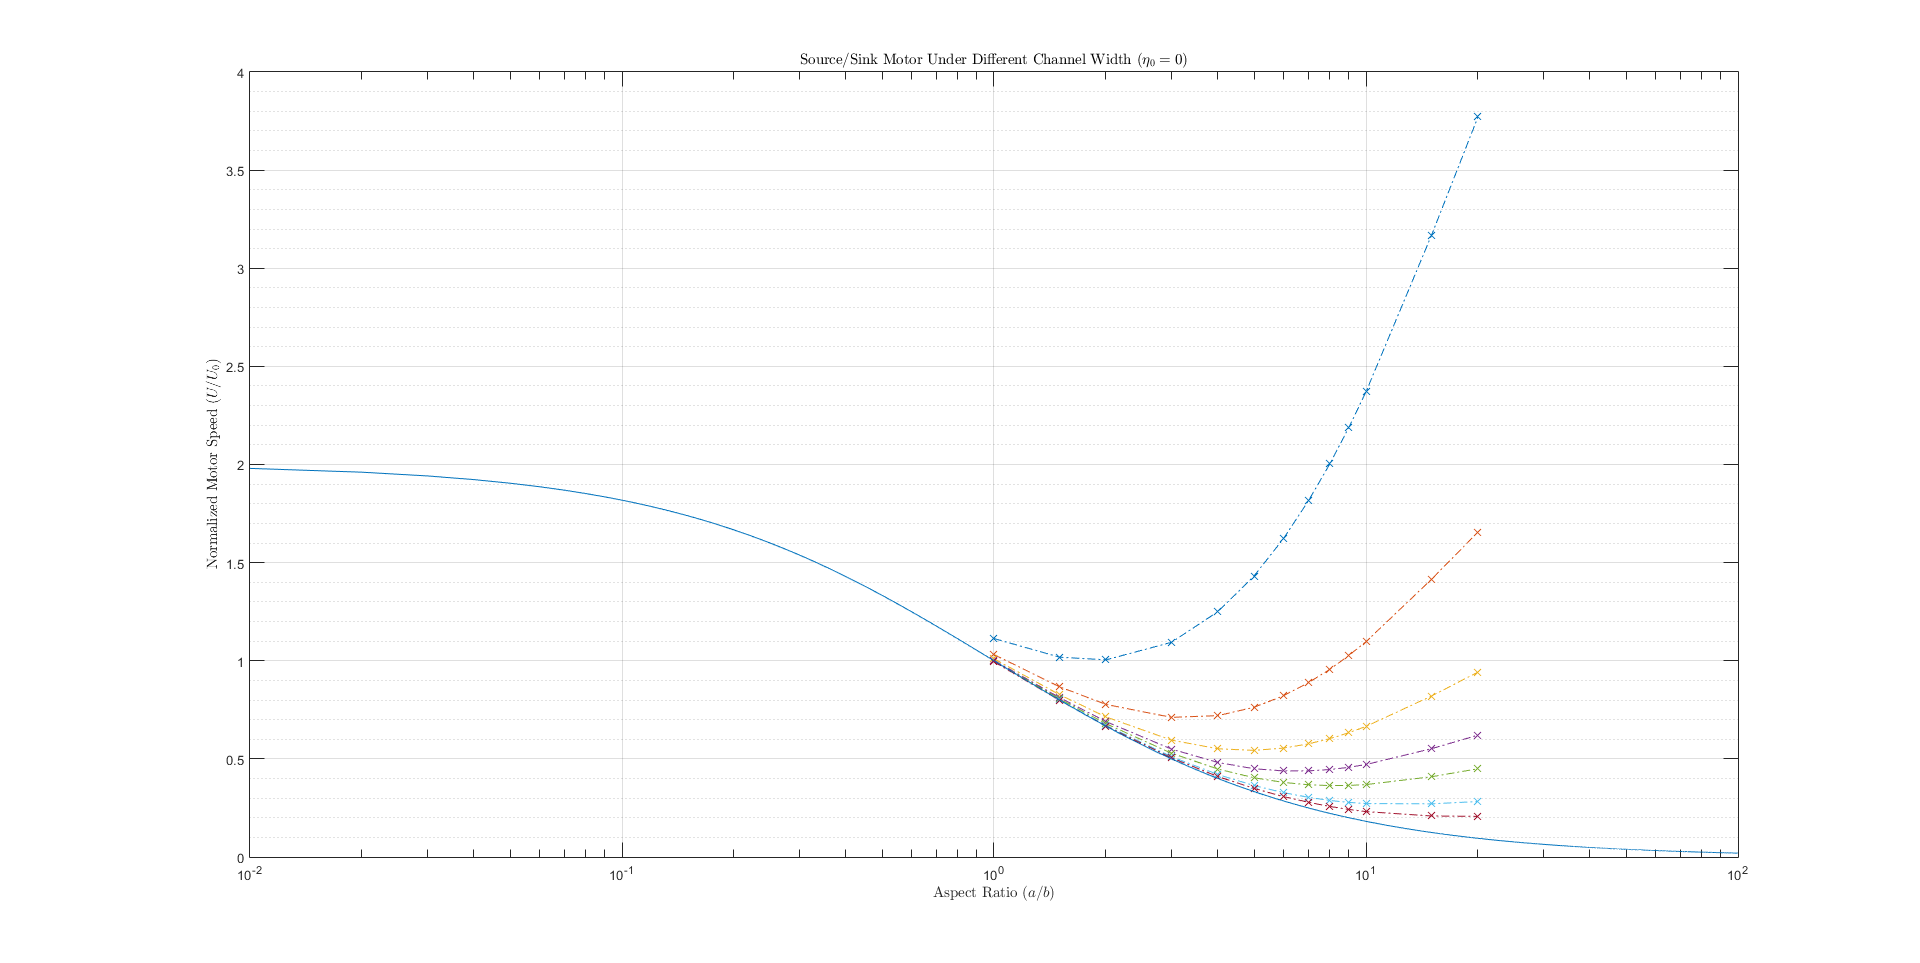 Source/Sink Motor Under Different Channel Width (η₀ = 0)
Normalized Motor Speed (U/U₀)
4
3.5
3
2.5
2
1.5
1
0.5
0
10⁻² 10⁻¹ 10⁰ 10¹ 10²
Aspect Ratio (a/b)